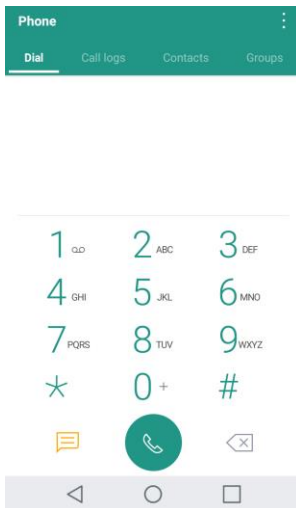 Phone
Dial Call logs Contacts Groups
1 2 ABC 3 DEF
4 GHI 5 JKL 6 MNO
7 PQRS 8 TUV 9 WXYZ
* 0 + #